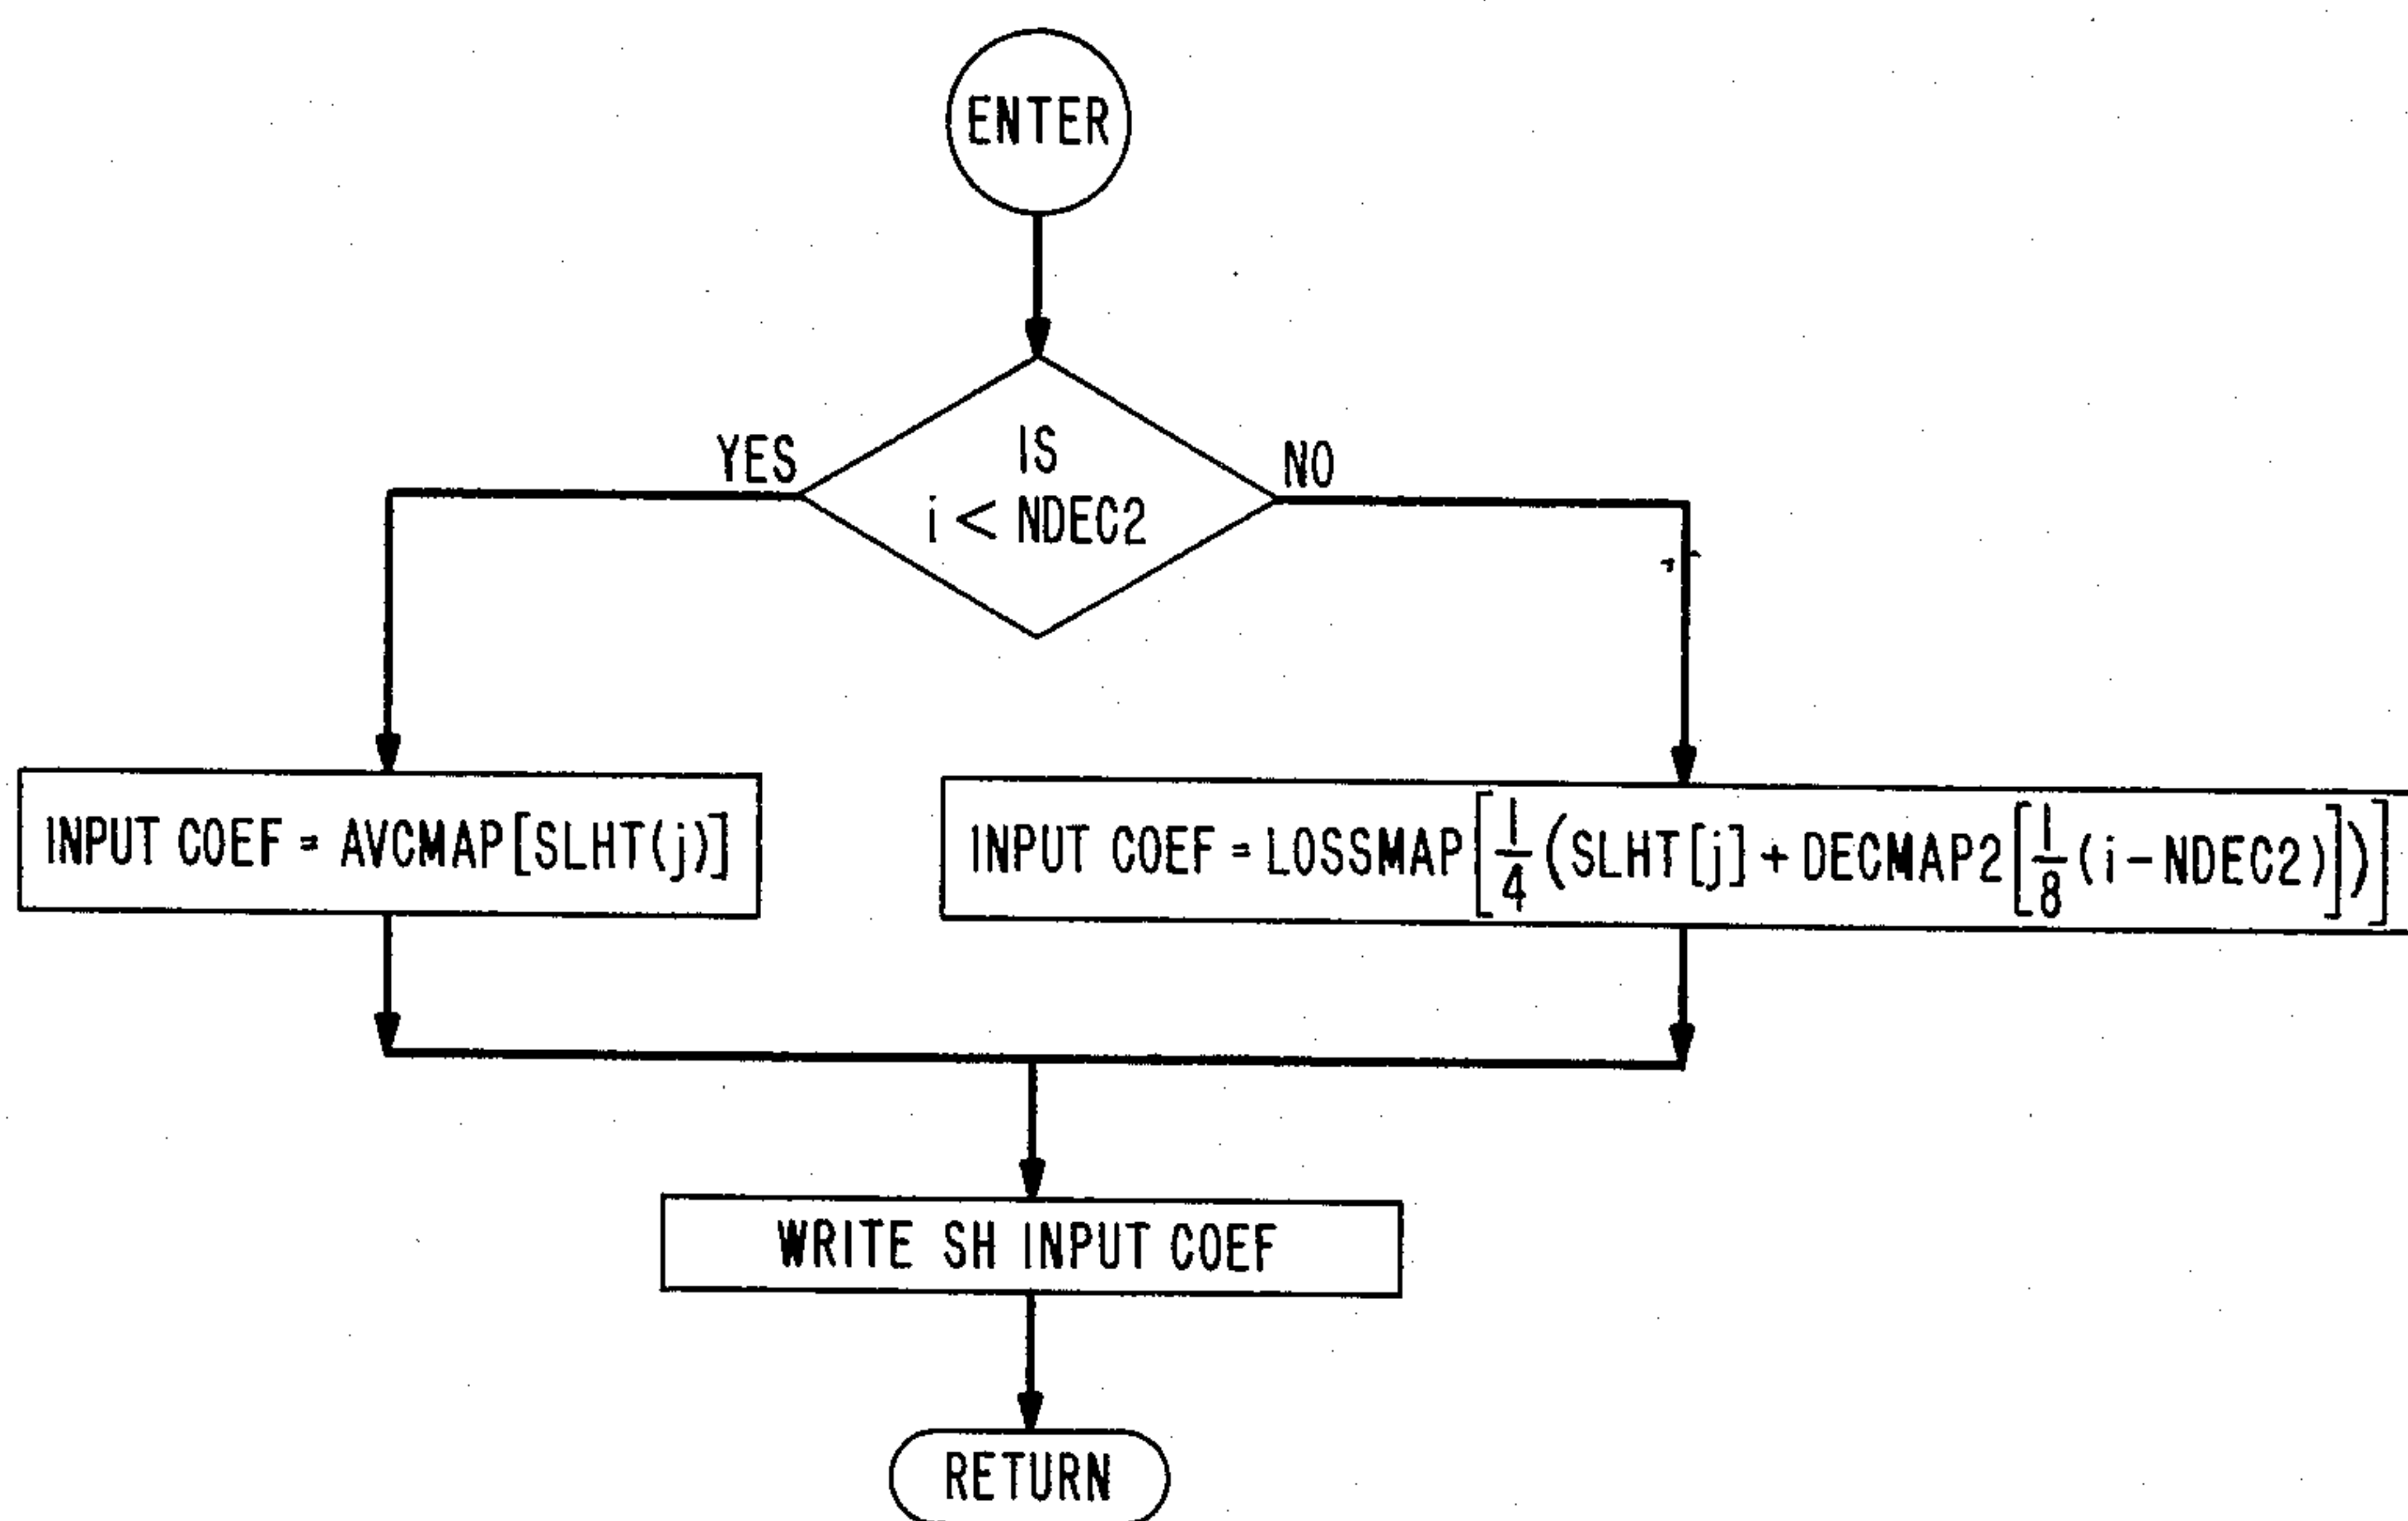 ENTER
YES
IS
i < NDEC2
NO
INPUT COEF = AVCMAP[SLHT(j)]
INPUT COEF = LOSSMAP[1/4(SLHT[j] + DECMAP2[1/8(i-NDEC2)])]
WRITE SH INPUT COEF
RETURN